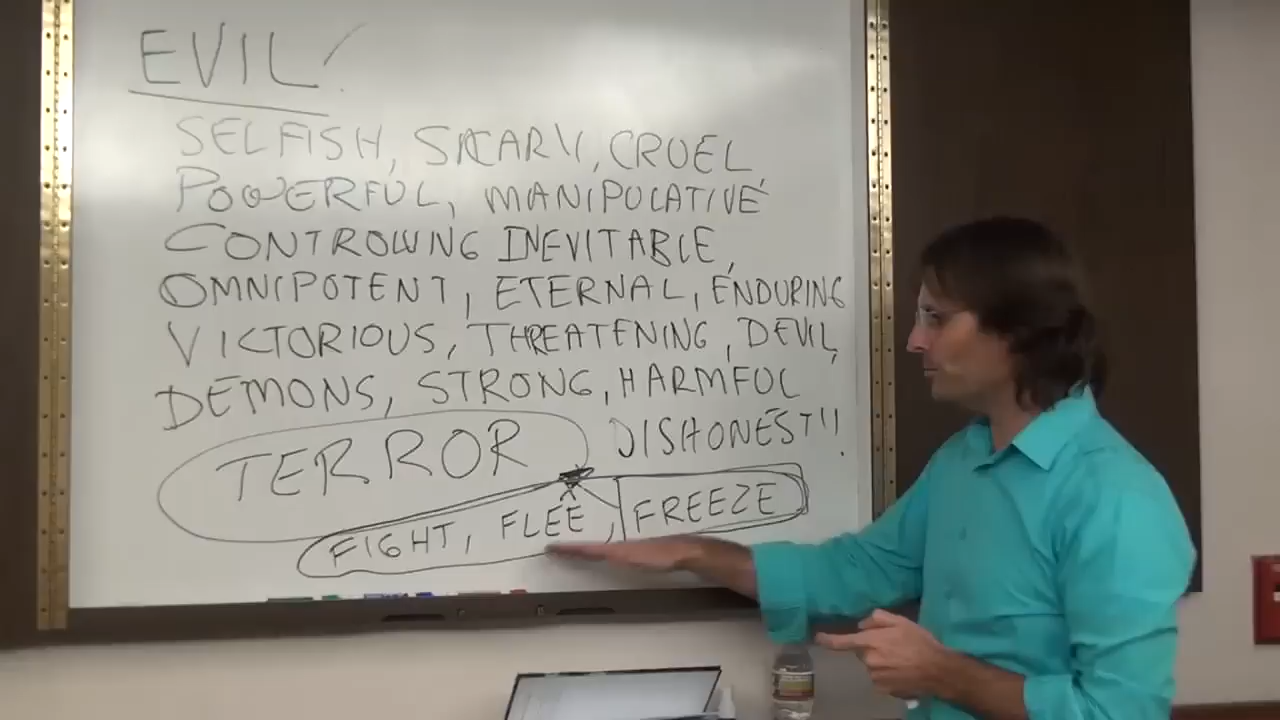 EVIL!
SELFISH, SCARY, CRUEL,
POWERFUL, MANIPULATIVE,
CONTROLLING INEVITABLE,
OMNIPOTENT, ETERNAL, ENDURING
VICTORIOUS, THREATENING, DEVIL,
DEMONS, STRONG, HARMFUL
TERROR DISHONEST!!
FIGHT, FLEE, FREEZE